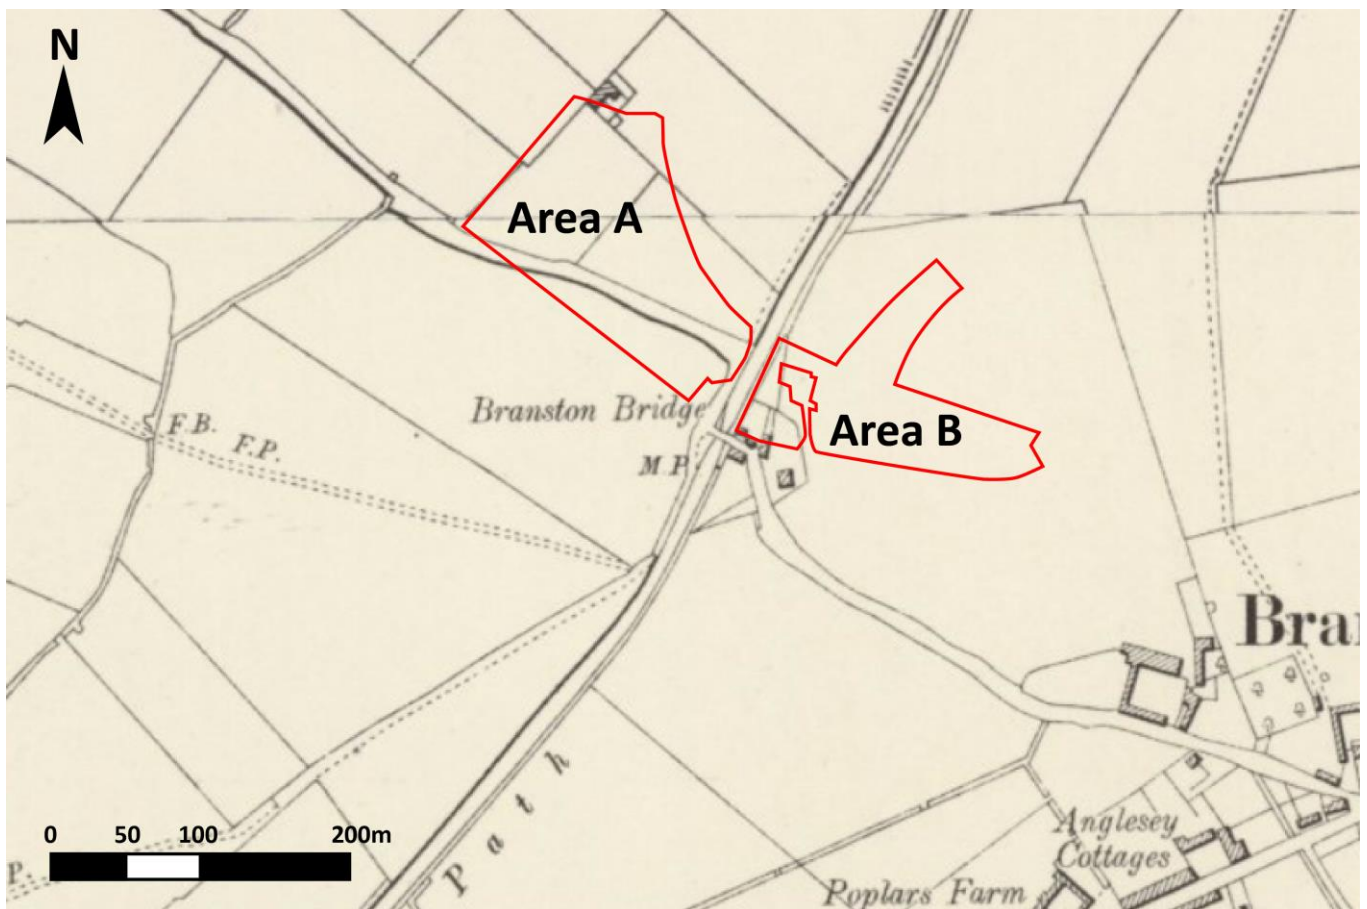 N
Area A
Branston Bridge
Area B
F.B.
F.P.
M.P.
Bra
0 50 100 200m
Path
Anglesey
Cottages
P.
Poplars Farm